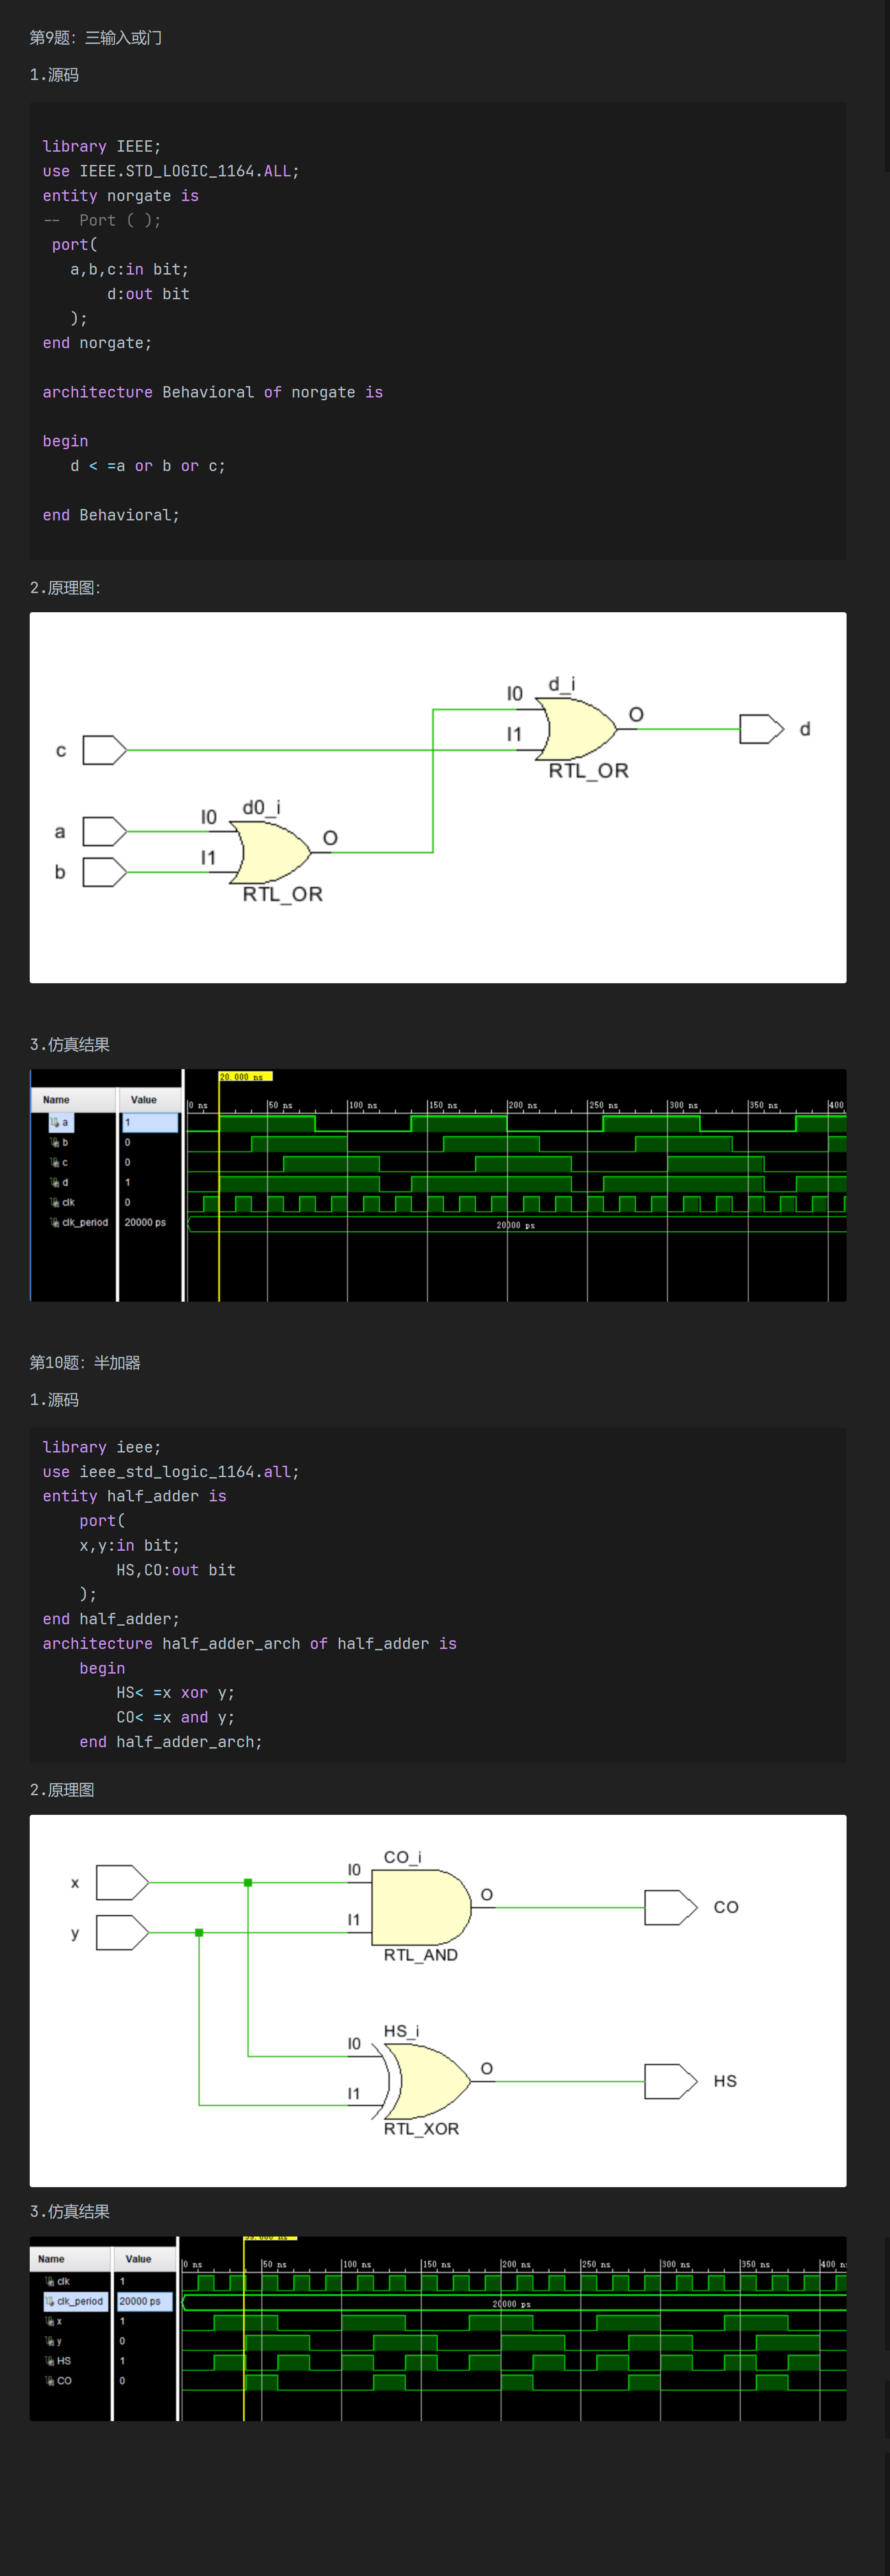 第9题：三输入或门
1.源码
library IEEE;
use IEEE.STD_LOGIC_1164.ALL;
entity norgate is
--  Port ( );
 port(
   a,b,c:in bit;
       d:out bit
   );
end norgate;
architecture Behavioral of norgate is
begin
   d < =a or b or c;
end Behavioral;
2.原理图：
d_i
I0
O
I1
d
c
RTL_OR
d0_i
I0
a
O
I1
b
RTL_OR
3.仿真结果
20.000 ns
Name Value 0 ns 50 ns 100 ns 150 ns 200 ns 250 ns 300 ns 350 ns 400
a 1
b 0
c 0
d 1
clk 0
clk_period 20000 ps 20000 ps
第10题：半加器
1.源码
library ieee;
use ieee_std_logic_1164.all;
entity half_adder is
    port(
    x,y:in bit;
        HS,CO:out bit
    );
end half_adder;
architecture half_adder_arch of half_adder is
    begin
        HS< =x xor y;
        CO< =x and y;
    end half_adder_arch;
2.原理图
CO_i
x I0
O
CO
y I1
RTL_AND
HS_i
I0
O
HS
I1
RTL_XOR
3.仿真结果
Name Value 0 ns 50 ns 100 ns 150 ns 200 ns 250 ns 300 ns 350 ns 400 n
clk 1
clk_period 20000 ps 20000 ps
x 1
y 0
HS 1
CO 0